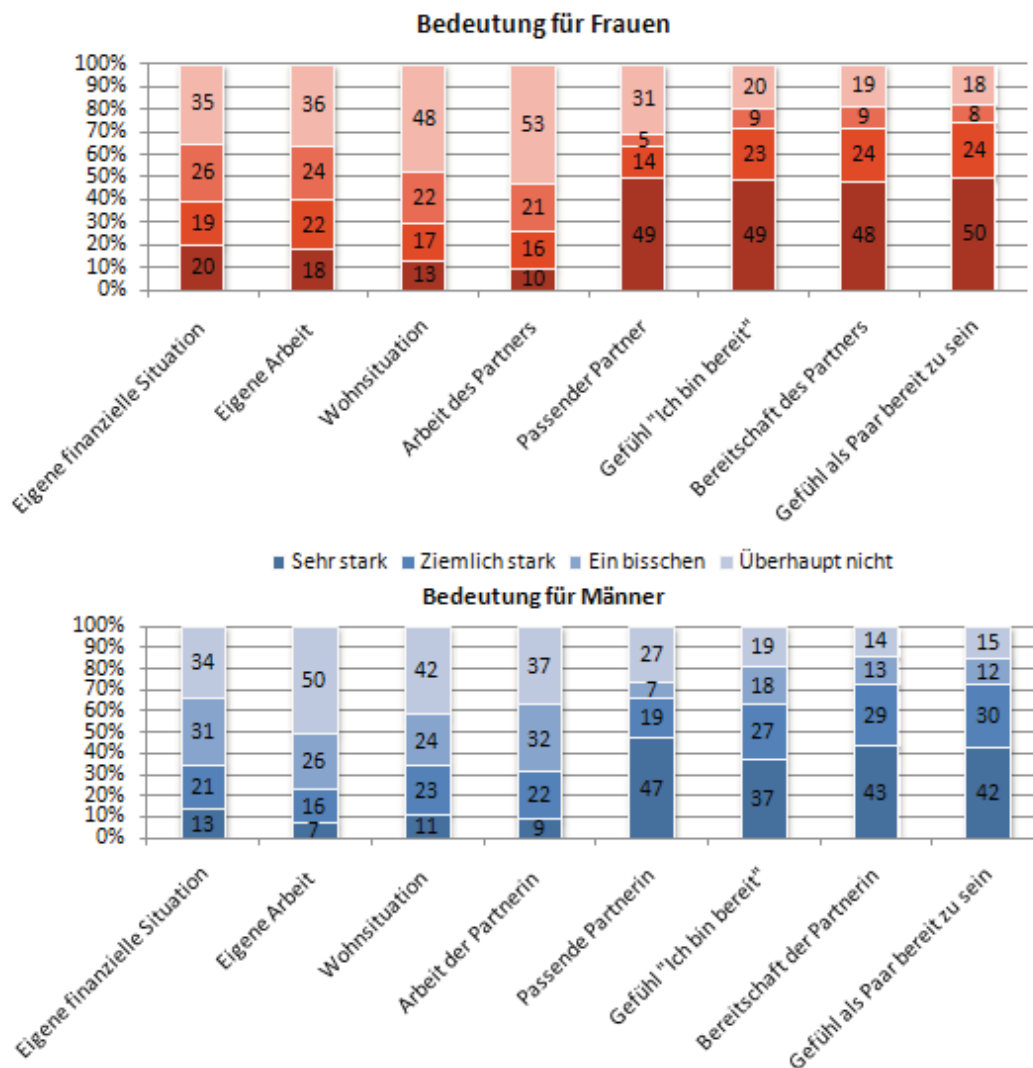 Bedeutung für Frauen
100%
90%
80%
70%
60%
50%
40%
30%
20%
10%
0%
35 36 48 53 31 20 19 18
26 24 22 21 5 9 9 8
19 22 17 16 14 23 24 24
20 18 13 10 49 49 48 50
Eigene finanzielle Situation
Eigene Arbeit
Wohnsituation
Arbeit des Partners
Passender Partner
Gefühl "Ich bin bereit"
Bereitschaft des Partners
Gefühl als Paar bereit zu sein
Sehr stark Ziemlich stark Ein bisschen Überhaupt nicht
Bedeutung für Männer
100%
90%
80%
70%
60%
50%
40%
30%
20%
10%
0%
34 50 42 37 27 19 14 15
31 26 24 32 7 18 13 12
21 16 23 22 19 27 29 30
13 7 11 9 47 37 43 42
Eigene finanzielle Situation
Eigene Arbeit
Wohnsituation
Arbeit der Partnerin
Passende Partnerin
Gefühl "Ich bin bereit"
Bereitschaft der Partnerin
Gefühl als Paar bereit zu sein